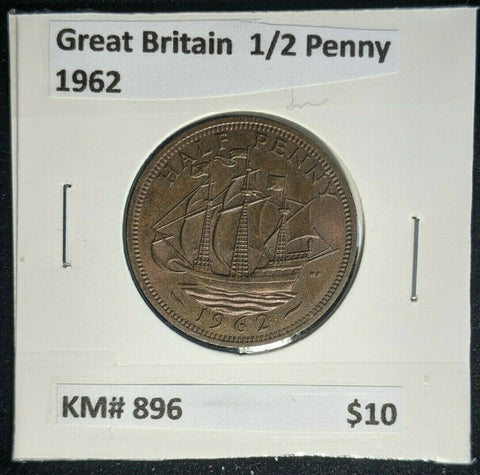 Great Britain 1/2 Penny
1962
HALF PENNY
1962
KM# 896 $10